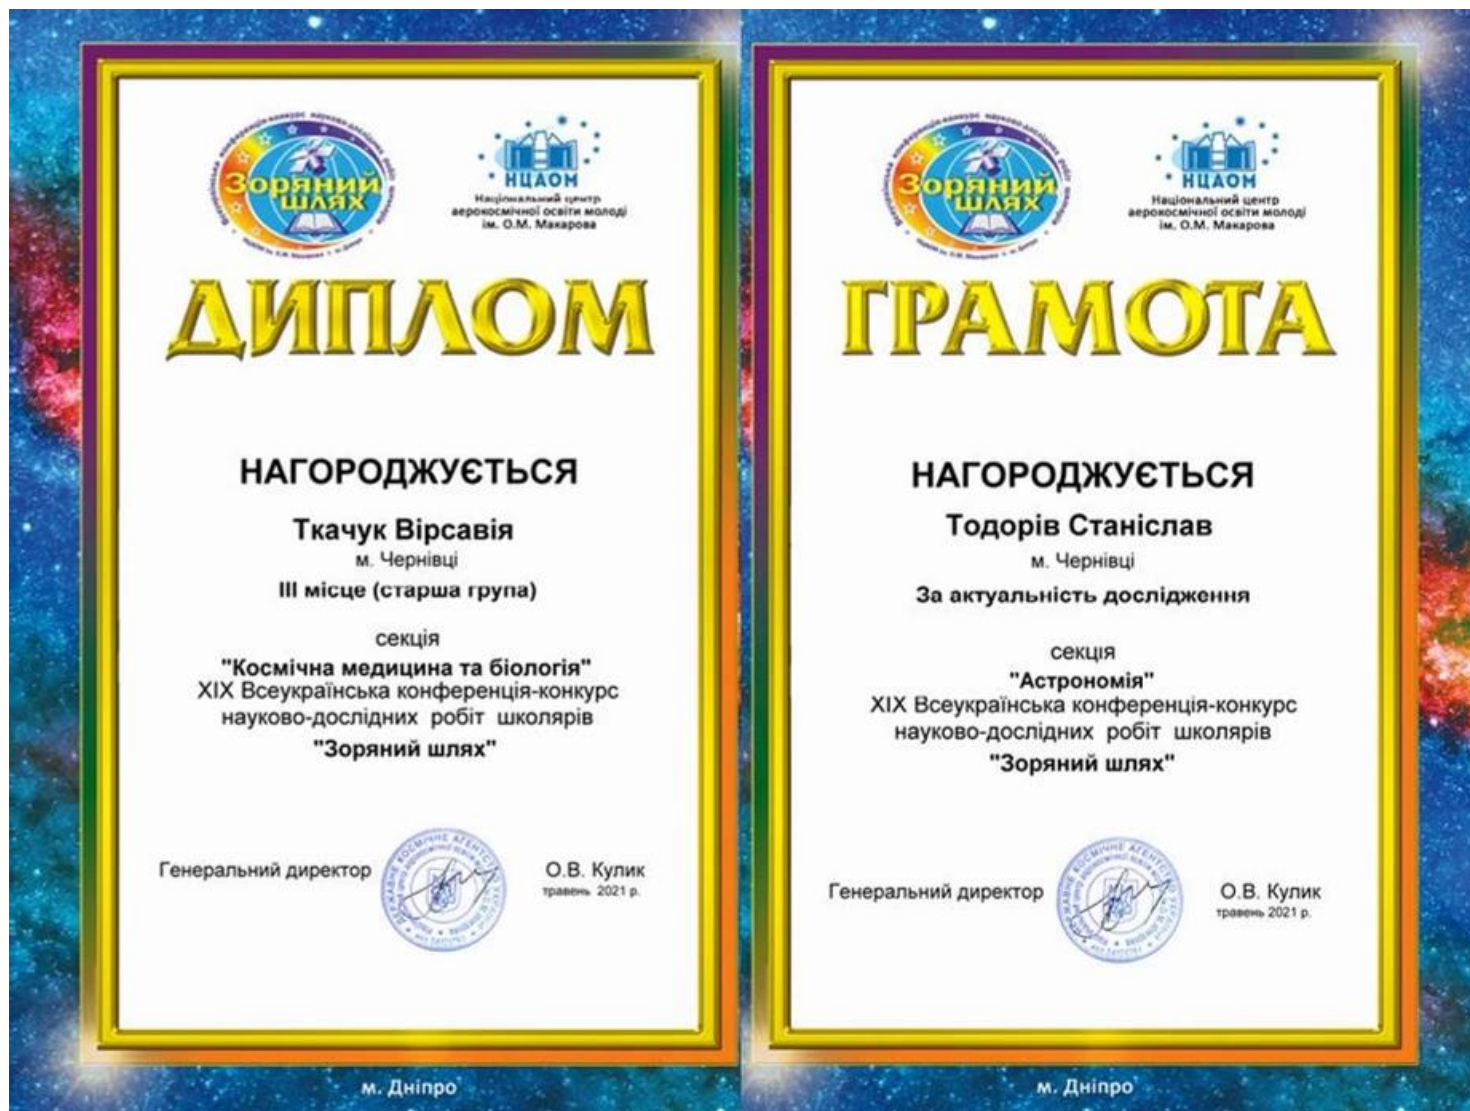 Зоряний
шлях
НЦАОМ
Національний центр
аерокосмічної освіти молоді
ім. О.М. Макарова
ДИПЛОМ
НАГОРОДЖУЄТЬСЯ
Ткачук Вірсавія
м. Чернівці
III місце (старша група)
секція
"Космічна медицина та біологія"
XIX Всеукраїнська конференція-конкурс
науково-дослідних робіт школярів
"Зоряний шлях"
Генеральний директор
О.В. Кулик
травень 2021 р.
м. Дніпро
Зоряний
шлях
НЦАОМ
Національний центр
аерокосмічної освіти молоді
ім. О.М. Макарова
ГРАМОТА
НАГОРОДЖУЄТЬСЯ
Тодорів Станіслав
м. Чернівці
За актуальність дослідження
секція
"Астрономія"
XIX Всеукраїнська конференція-конкурс
науково-дослідних робіт школярів
"Зоряний шлях"
Генеральний директор
О.В. Кулик
травень 2021 р.
м. Дніпро